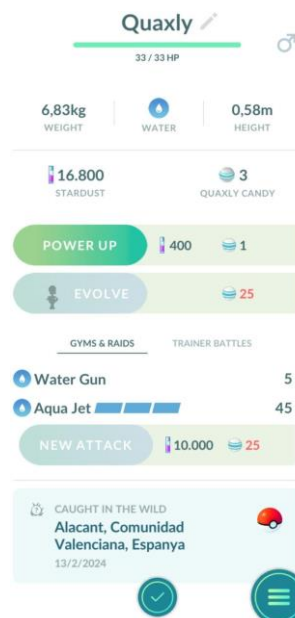 Quaxly
33 / 33 HP
6,83kg
WEIGHT
WATER
0,58m
HEIGHT
16.800
STARDUST
3
QUAXLY CANDY
POWER UP 400 1
EVOLVE 25
GYMS & RAIDS TRAINER BATTLES
Water Gun 5
Aqua Jet 45
NEW ATTACK 10.000 25
CAUGHT IN THE WILD
Alacant, Comunidad
Valenciana, Espanya
13/2/2024